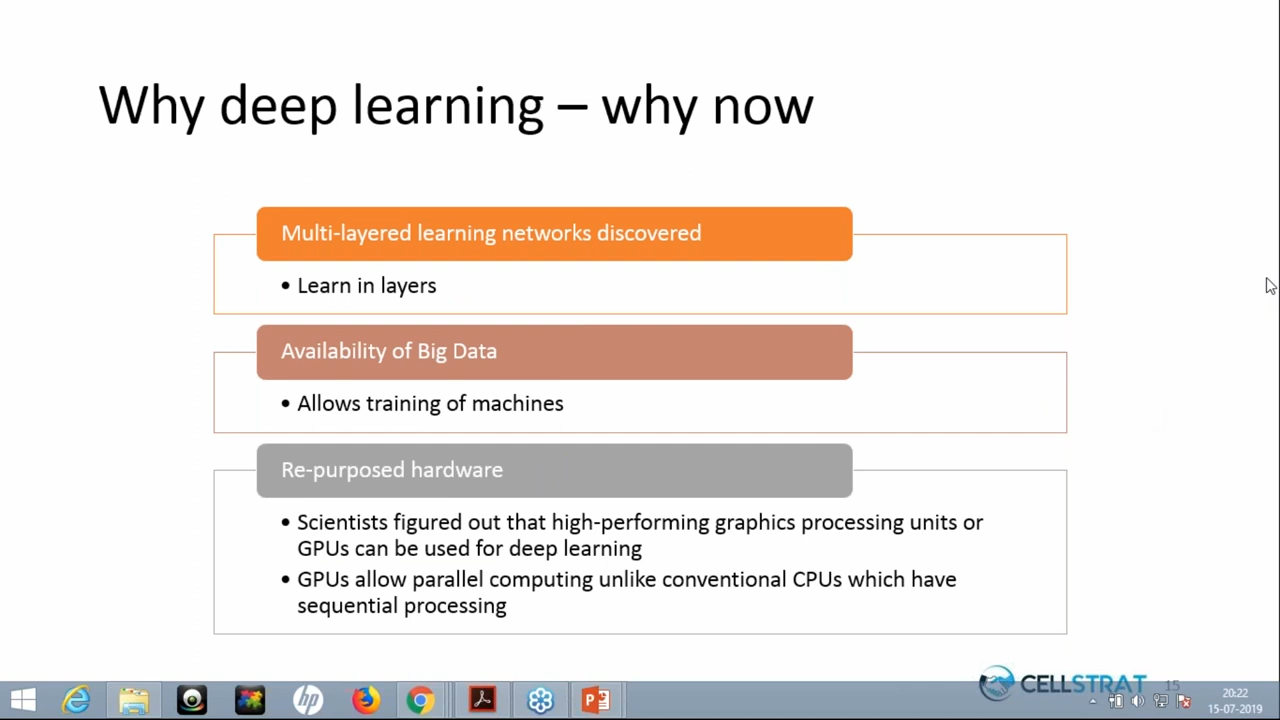 Why deep learning – why now
Multi-layered learning networks discovered
• Learn in layers
Availability of Big Data
• Allows training of machines
Re-purposed hardware
• Scientists figured out that high-performing graphics processing units or
GPUs can be used for deep learning
• GPUs allow parallel computing unlike conventional CPUs which have
sequential processing
CELLSTRAT
15
hp
20:22
15-07-2019